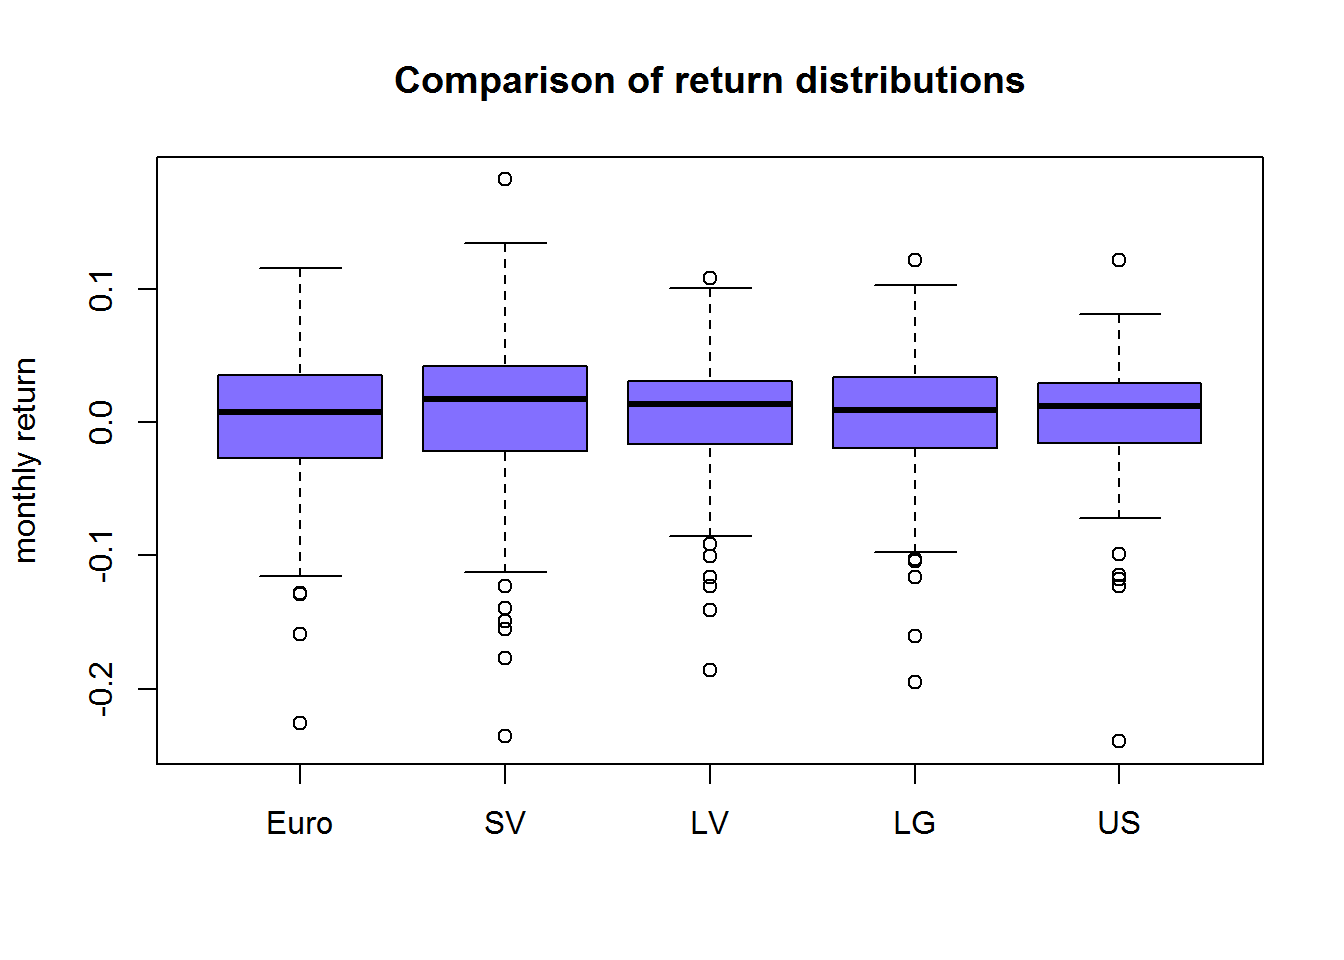 Comparison of return distributions
monthly return
0.1
0.0
-0.1
-0.2
Euro SV LV LG US